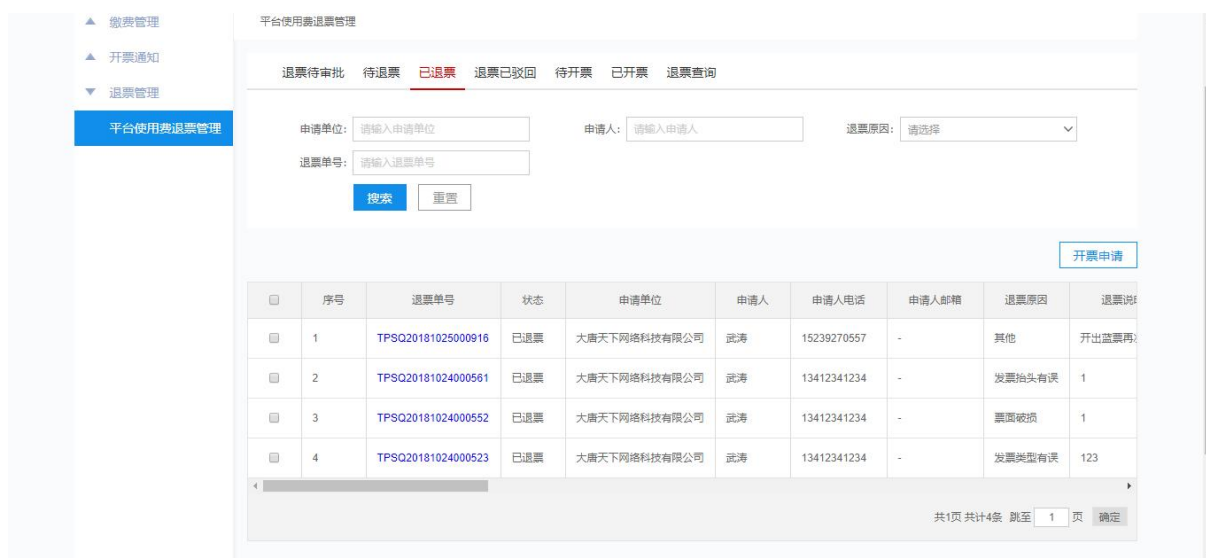 缴费管理
平台使用费退票管理
开票通知
退票待审批 待退票 已退票 退票已驳回 待开票 已开票 退票查询
退票管理
平台使用费退票管理
申请单位: 请输入申请单位 申请人: 请输入申请人 退票原因: 请选择
退票单号: 请输入退票单号
搜索 重置
开票申请
序号 退票单号 状态 申请单位 申请人 申请人电话 申请人邮箱 退票原因 退票说
1 TPSQ20181025000916 已退票 大唐天下网络科技有限公司 武涛 15239270557 - 其他 开出蓝票再
2 TPSQ20181024000561 已退票 大唐天下网络科技有限公司 武涛 13412341234 - 发票抬头有误 1
3 TPSQ20181024000552 已退票 大唐天下网络科技有限公司 武涛 13412341234 - 票面破损 1
4 TPSQ20181024000523 已退票 大唐天下网络科技有限公司 武涛 13412341234 - 发票类型有误 123
共1页 共计4条 跳至 1 页 确定